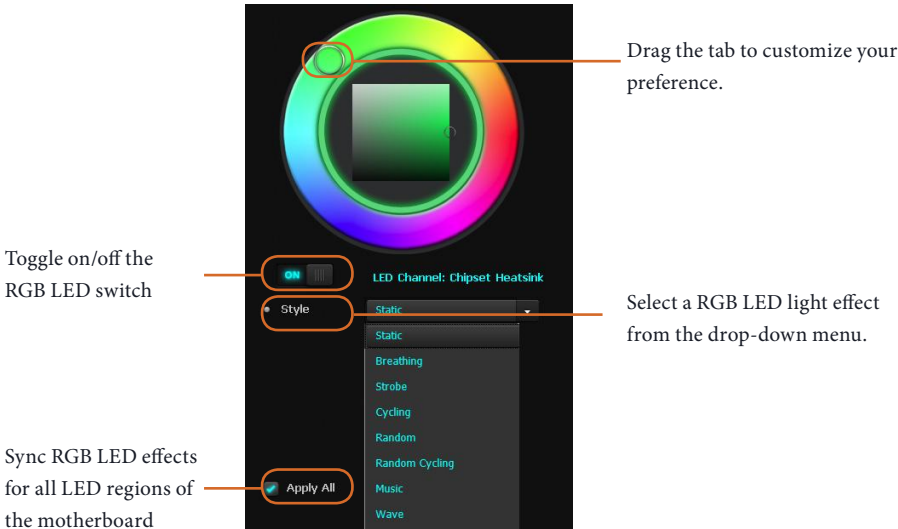 Drag the tab to customize your
preference.
Toggle on/off the
RGB LED switch
ON
LED Channel: Chipset Heatsink
Style
Static
Select a RGB LED light effect
from the drop-down menu.
Static
Breathing
Strobe
Cycling
Random
Random Cycling
Music
Wave
Sync RGB LED effects
for all LED regions of
the motherboard
Apply All